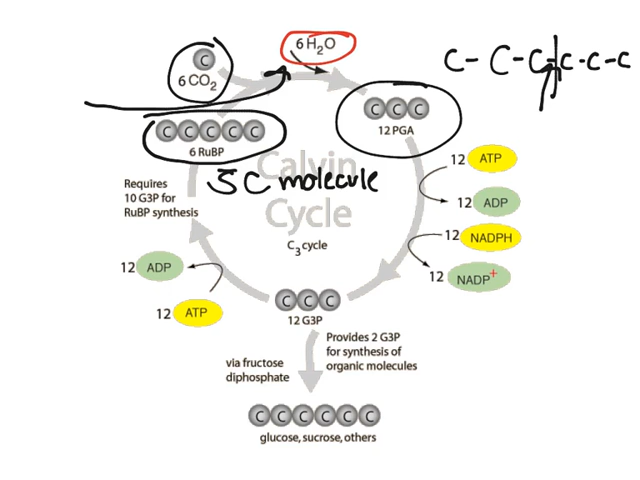 C
6 CO2
6 H2O
C- C -C-C-C-C
C C C
12 PGA
C C C C C
6 RuBP
Calvin
Cycle
C3 cycle
5C molecule
12 ATP
12 ADP
12 NADPH
12 NADP+
Requires
10 G3P for
RuBP synthesis
12 ADP
12 ATP
C C C
12 G3P
Provides 2 G3P
for synthesis of
organic molecules
via fructose
diphosphate
C C C C C C
glucose, sucrose, others